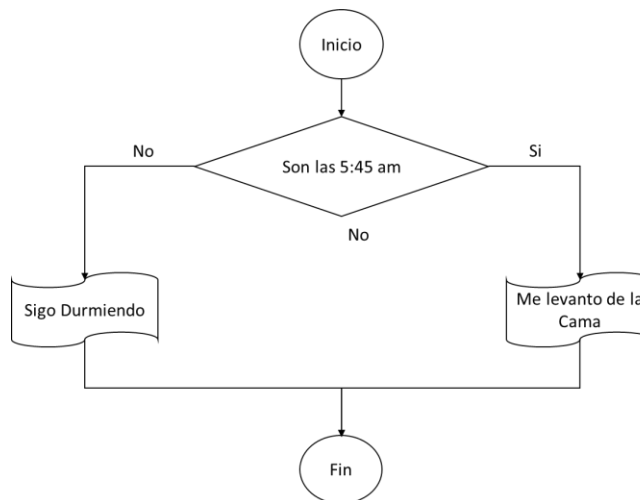 Inicio
No
Son las 5:45 am
Si
No
Sigo Durmiendo
Me levanto de la
Cama
Fin